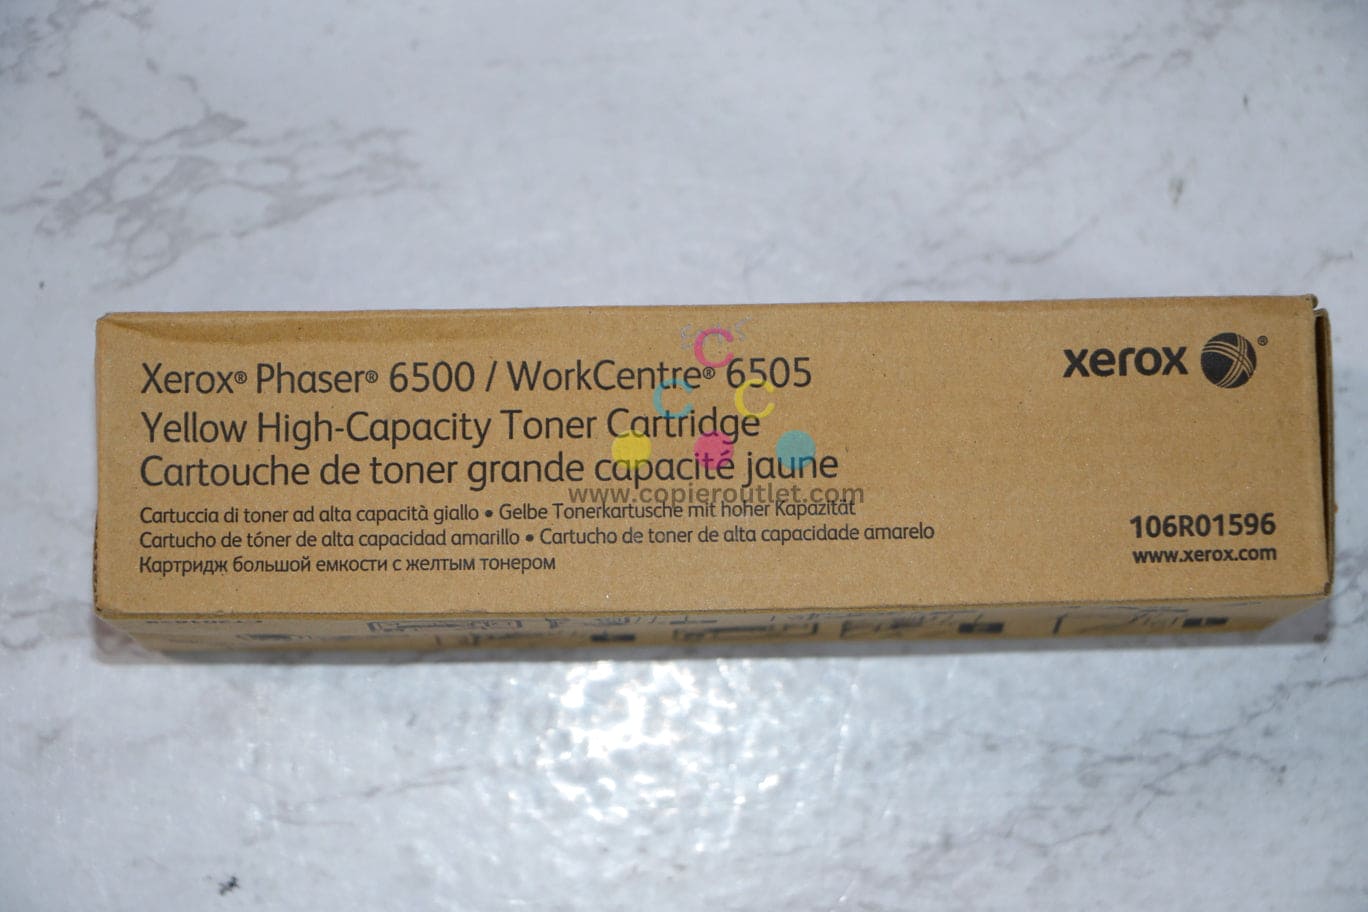 Xerox® Phaser® 6500 / WorkCentre® 6505
Yellow High-Capacity Toner Cartridge
Cartouche de toner grande capacité jaune
Cartuccia di toner ad alta capacità giallo • Gelbe Tonerkartusche mit hoher Kapazität
Cartucho de tóner de alta capacidad amarillo • Cartucho de toner de alta capacidade amarelo
Картридж большой емкости с желтым тонером
xerox ®
106R01596
www.xerox.com
C
C C
www.copieroutlet.com